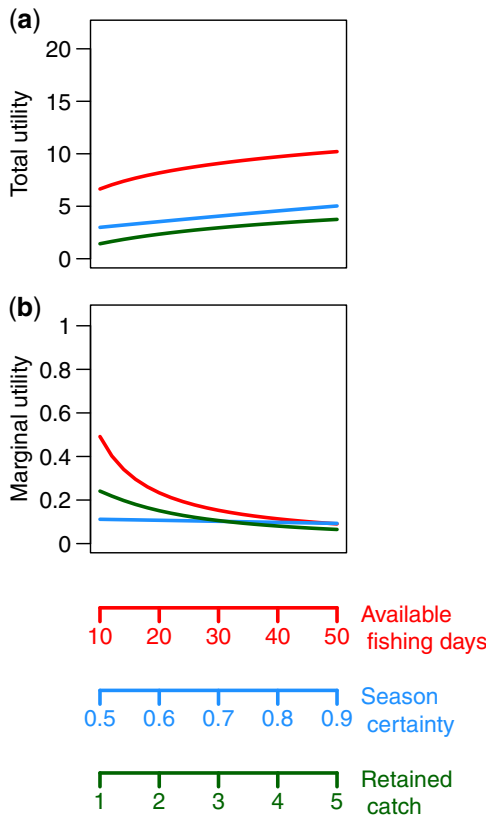 (a)
Total utility
20
15
10
5
0
(b)
Marginal utility
1
0.8
0.6
0.4
0.2
0
10 20 30 40 50
Available
fishing days
0.5 0.6 0.7 0.8 0.9
Season
certainty
1 2 3 4 5
Retained
catch